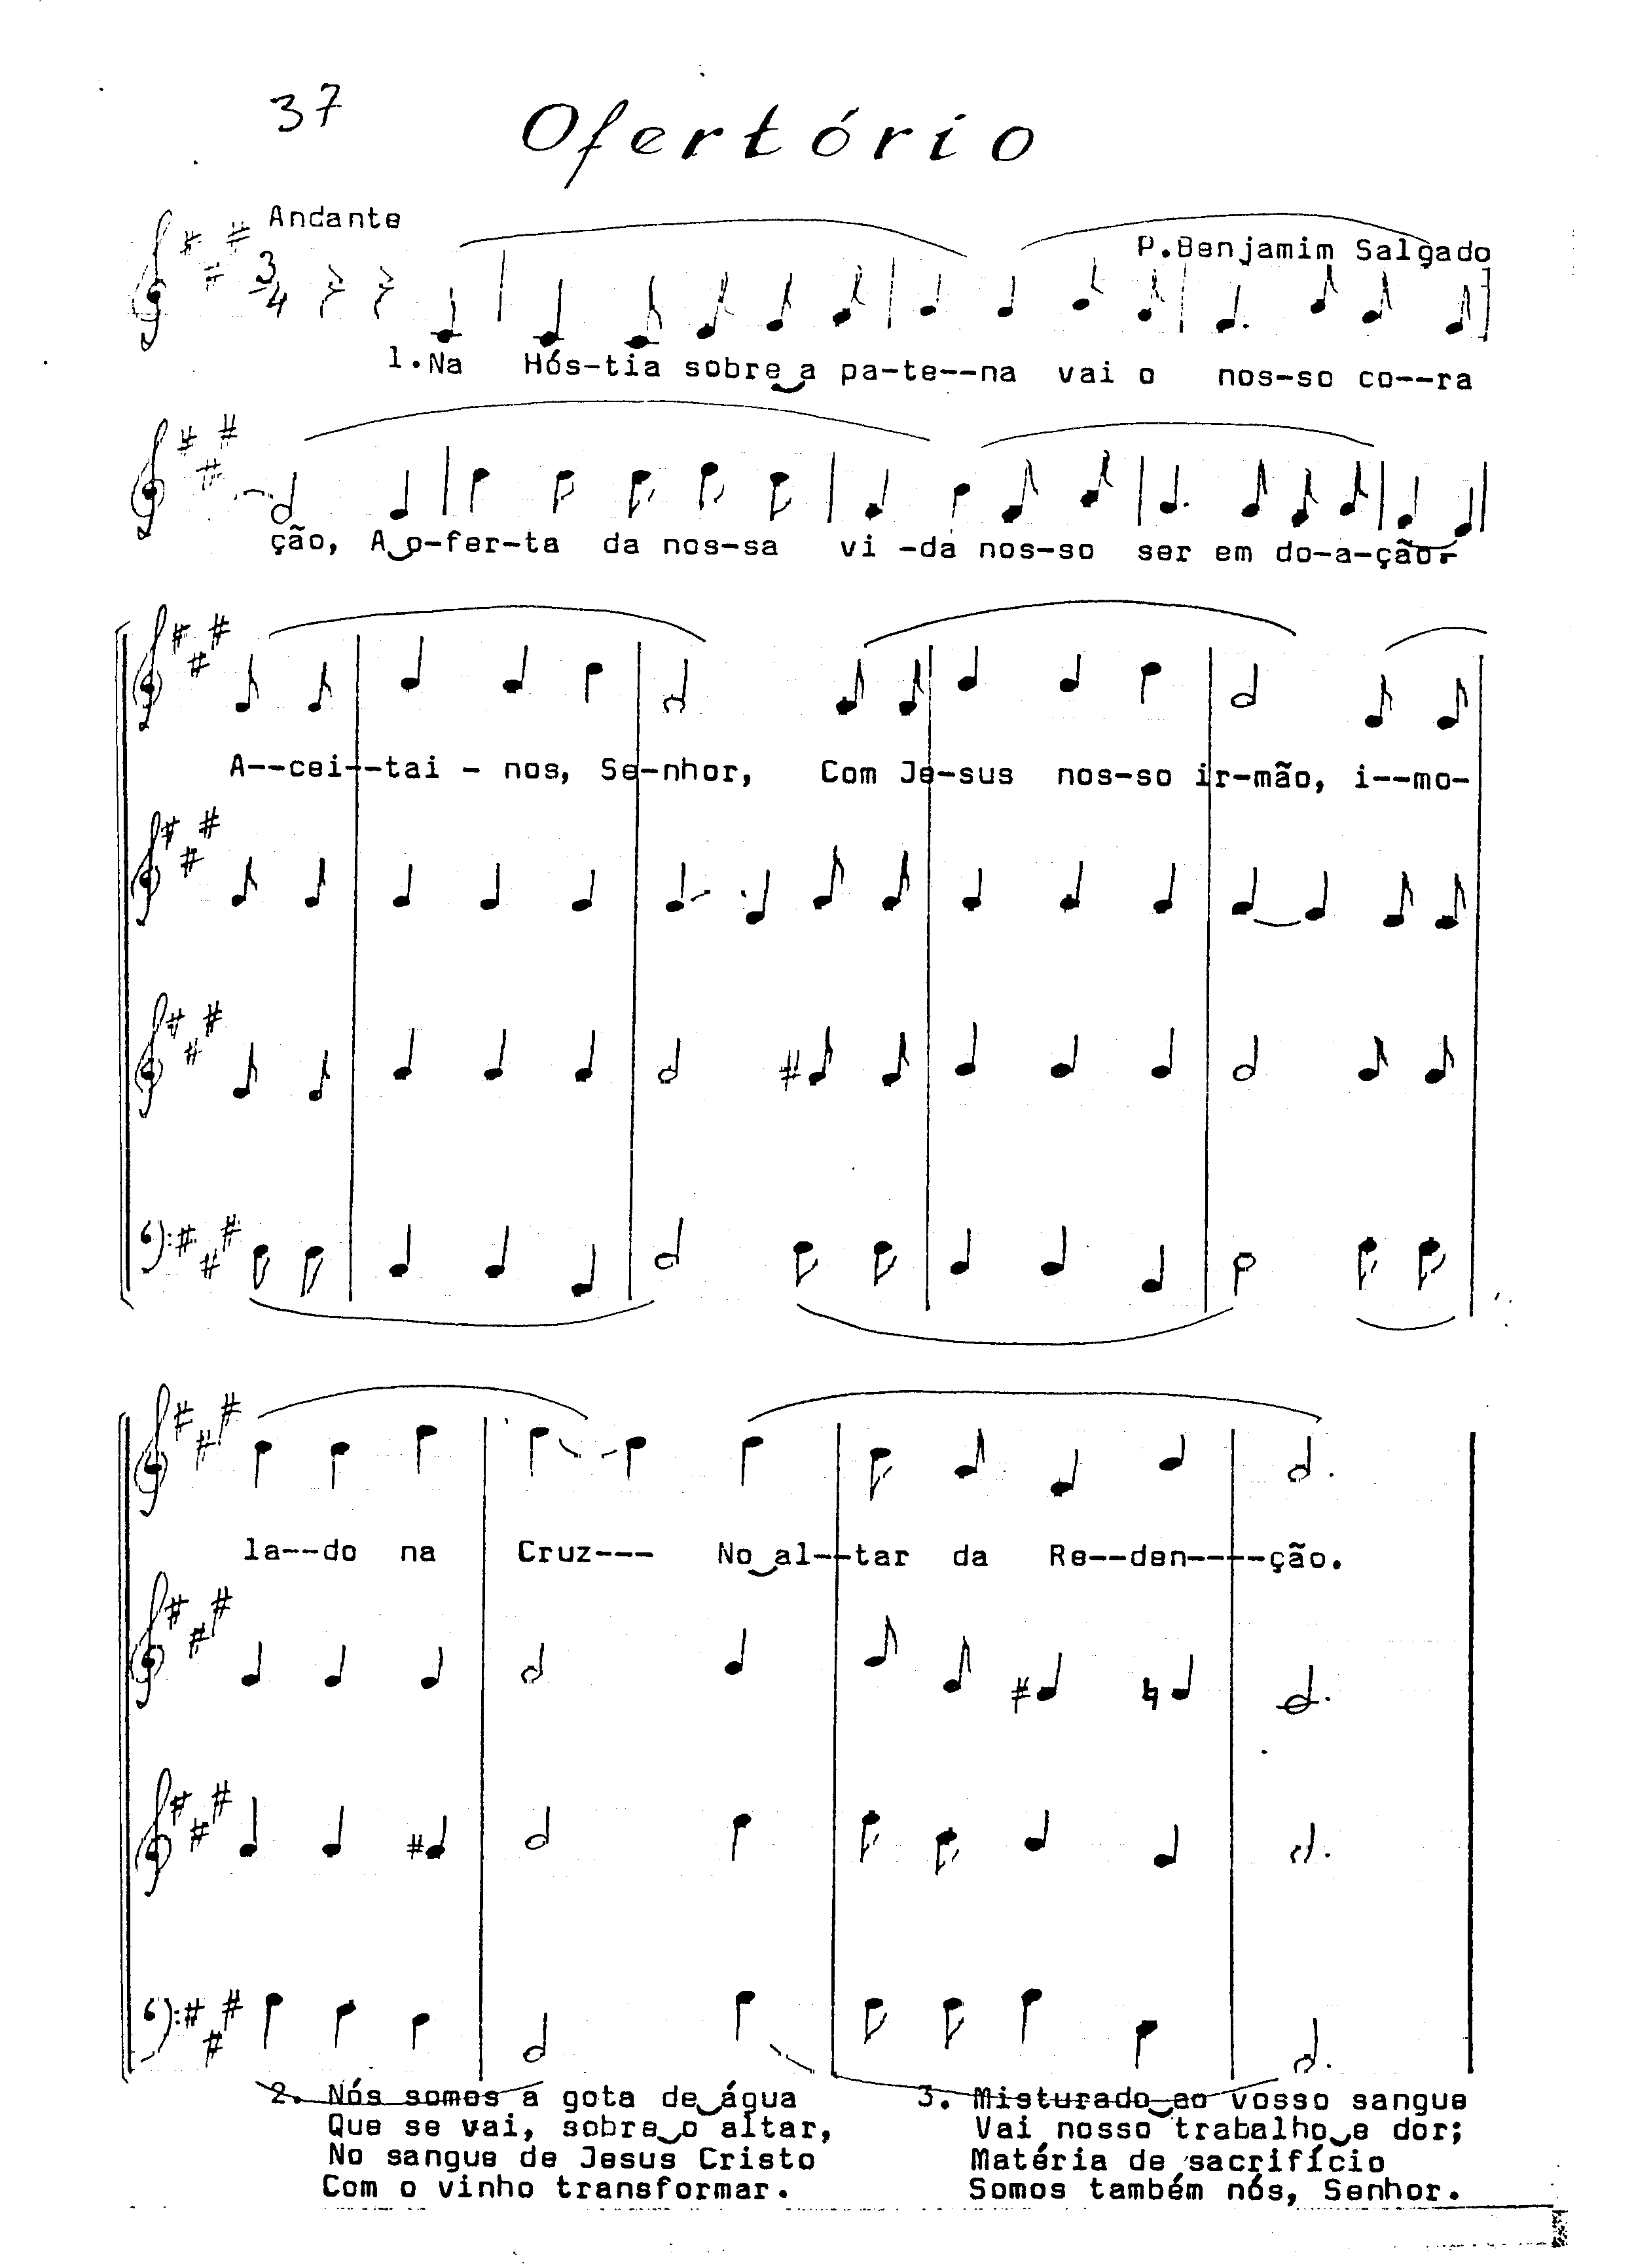 37
Ofertório
Andante
P.Benjamim Salgado
3
4
1.Na Hós-tia sobre‿a pa-te--na vai o nos-so co--ra
ção, A‿o-fer-ta da nos-sa vi -da nos-so ser em do-a-ção.-
A--cei--tai - nos, Se-nhor, Com Je-sus nos-so ir-mão, i--mo-
la--do na Cruz--- No‿al--tar da Re--den----ção.
2. Nós somos a gota de‿água
Que se vai, sobre‿o altar,
No sangue de Jesus Cristo
Com o vinho transformar.
3. Misturado‿ao vosso sangue
Vai nosso trabalho‿e dor;
Matéria de sacrifício
Somos também nós, Senhor.